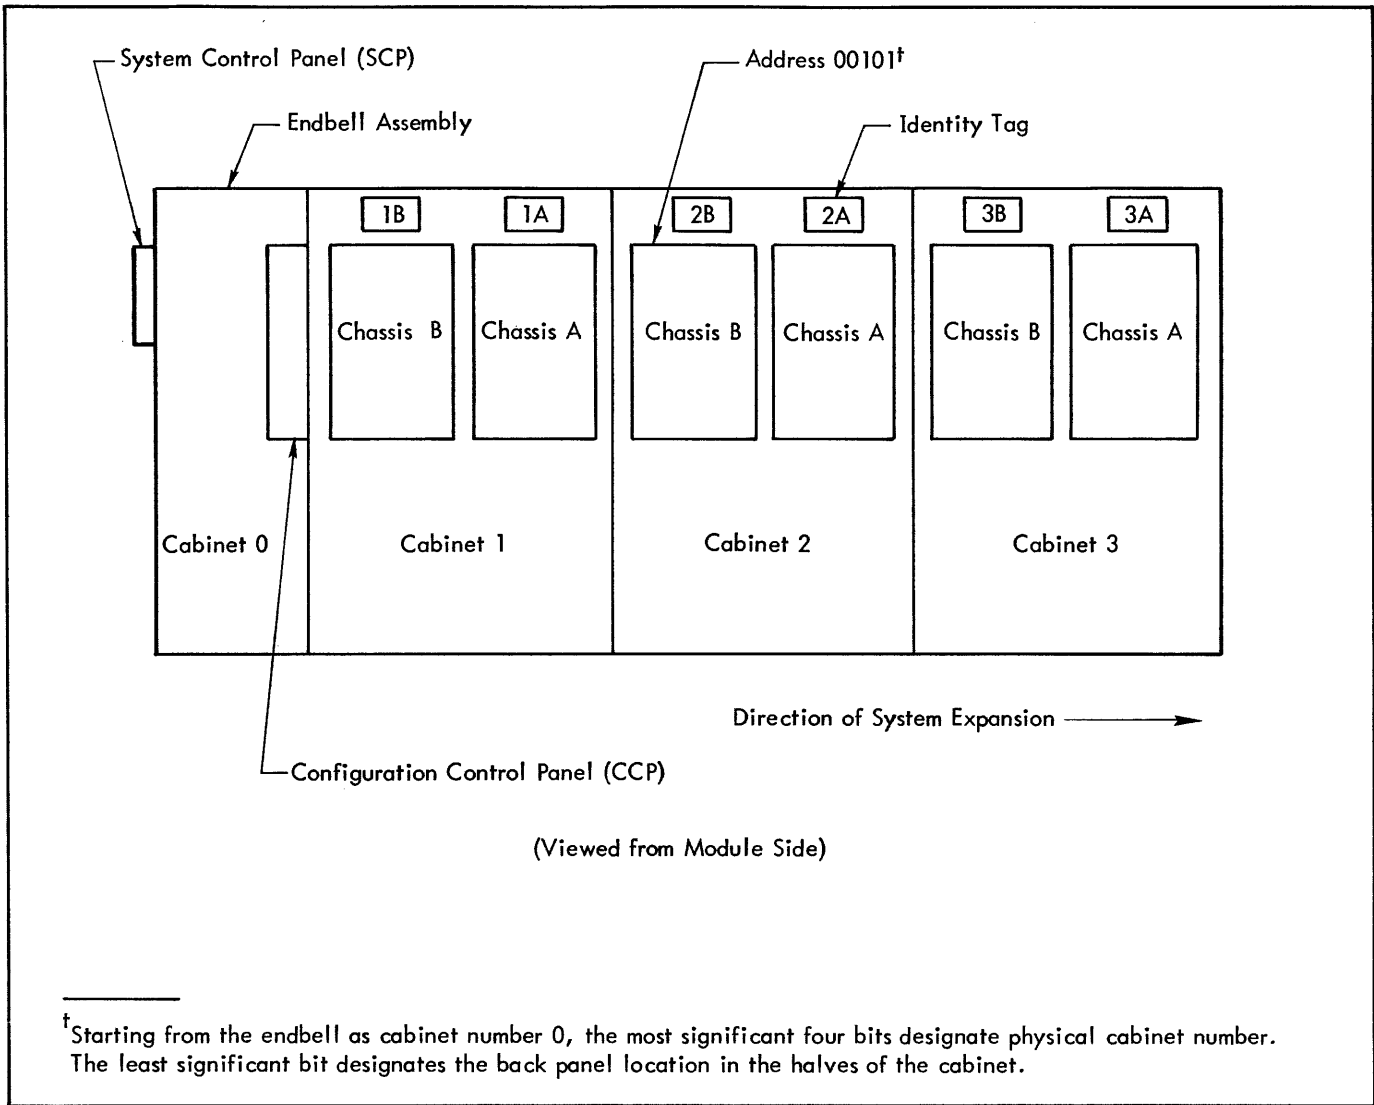 System Control Panel (SCP)
Address 00101†
Endbell Assembly
Identity Tag
1B
1A
2B
2A
3B
3A
Chassis B
Chassis A
Chassis B
Chassis A
Chassis B
Chassis A
Cabinet 0
Cabinet 1
Cabinet 2
Cabinet 3
Direction of System Expansion
Configuration Control Panel (CCP)
(Viewed from Module Side)
†Starting from the endbell as cabinet number 0, the most significant four bits designate physical cabinet number.
The least significant bit designates the back panel location in the halves of the cabinet.